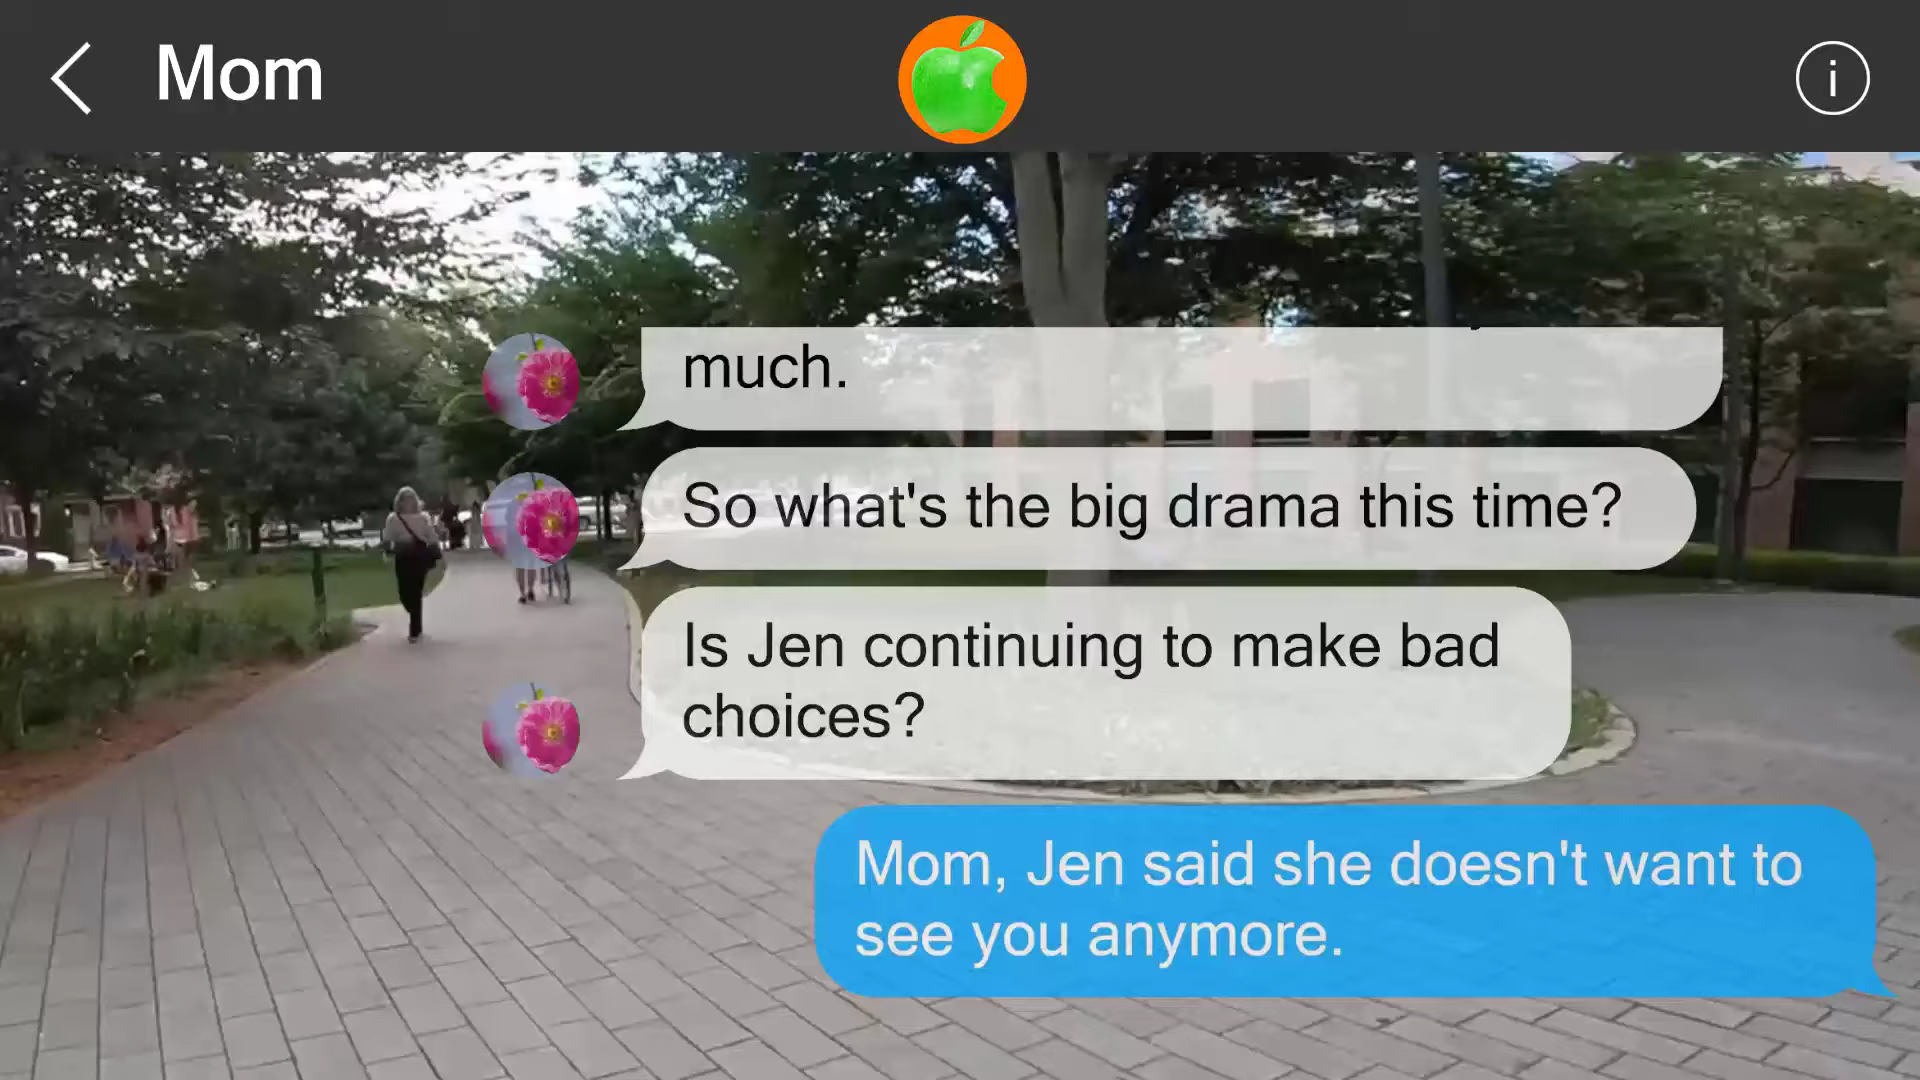 Mom
i
much.
So what's the big drama this time?
Is Jen continuing to make bad
choices?
Mom, Jen said she doesn't want to
see you anymore.